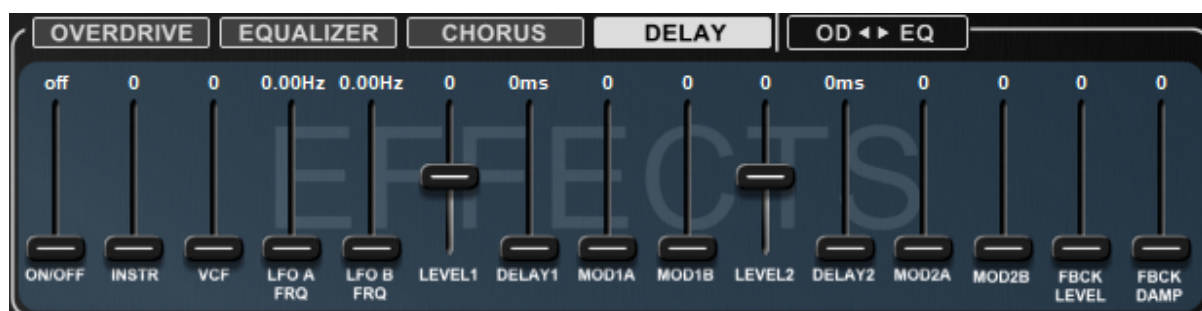 OVERDRIVE EQUALIZER CHORUS DELAY OD ◄► EQ
off 0 0 0.00Hz 0.00Hz 0 0ms 0 0 0 0ms 0 0 0 0
EFFECTS
ON/OFF INSTR VCF LFO A FRQ LFO B FRQ LEVEL1 DELAY1 MOD1A MOD1B LEVEL2 DELAY2 MOD2A MOD2B FBCK LEVEL FBCK DAMP